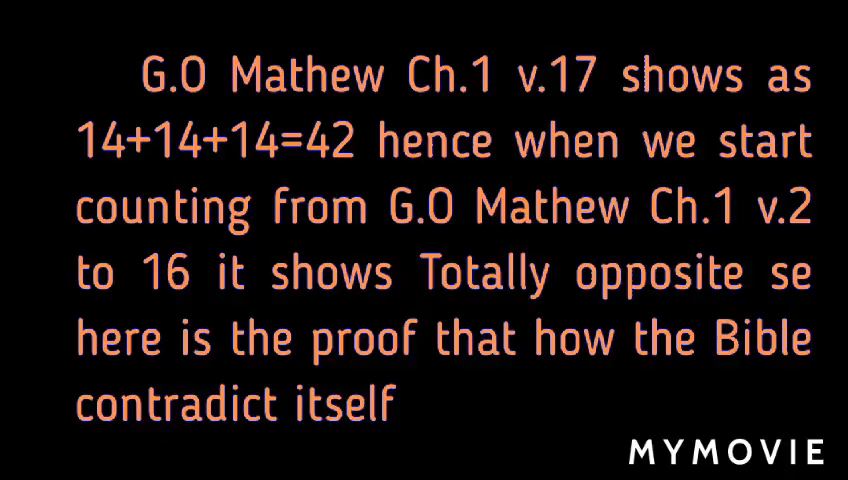 G.O Mathew Ch.1 v.17 shows as
14+14+14=42 hence when we start
counting from G.O Mathew Ch.1 v.2
to 16 it shows Totally opposite se
here is the proof that how the Bible
contradict itself
MYMOVIE